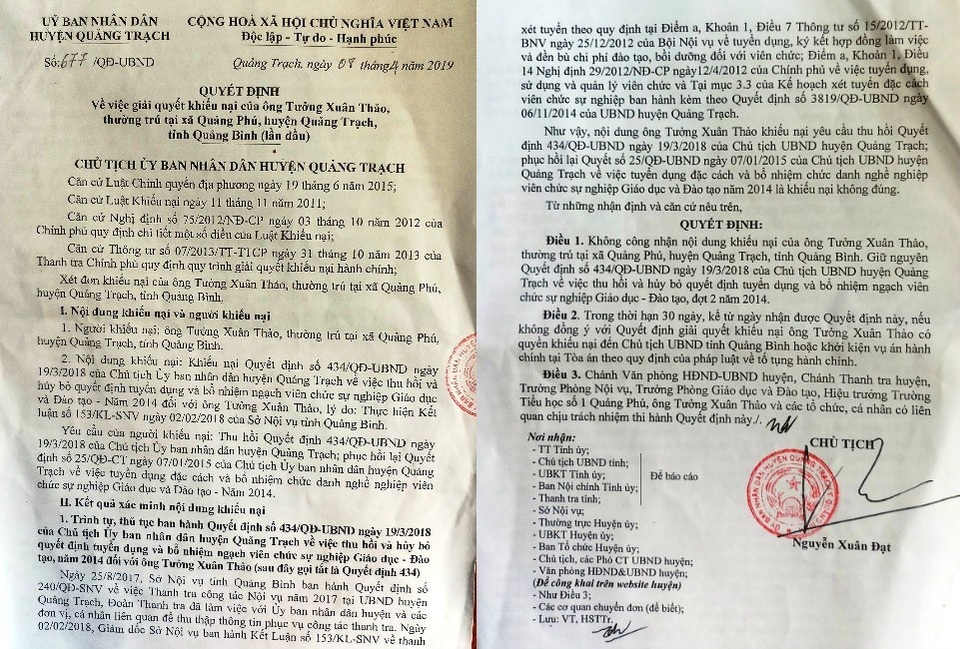 ỦY BAN NHÂN DÂN
HUYỆN QUẢNG TRẠCH
CỘNG HOÀ XÃ HỘI CHỦ NGHĨA VIỆT NAM
Độc lập - Tự do - Hạnh phúc
Số: 677 /QĐ-UBND
Quảng Trạch, ngày 08 tháng 4 năm 2019
QUYẾT ĐỊNH
Về việc giải quyết khiếu nại của ông Tưởng Xuân Thảo,
thường trú tại xã Quảng Phú, huyện Quảng Trạch,
tỉnh Quảng Bình (lần đầu)
CHỦ TỊCH ỦY BAN NHÂN DÂN HUYỆN QUẢNG TRẠCH
Căn cứ Luật Chính quyền địa phương ngày 19 tháng 6 năm 2015;
Căn cứ Luật Khiếu nại ngày 11 tháng 11 năm 2011;
Căn cứ Nghị định số 75/2012/NĐ-CP ngày 03 tháng 10 năm 2012 của
Chính phủ quy định chi tiết một số điều của Luật Khiếu nại;
Căn cứ Thông tư số 07/2013/TT-TTCP ngày 31 tháng 10 năm 2013 của
Thanh tra Chính phủ quy định quy trình giải quyết khiếu nại hành chính;
Xét đơn khiếu nại của ông Tưởng Xuân Thảo, thường trú tại xã Quảng Phú,
huyện Quảng Trạch, tỉnh Quảng Bình.
I. Nội dung khiếu nại và người khiếu nại
1. Người khiếu nại: ông Tưởng Xuân Thảo, thường trú tại xã Quảng Phú,
huyện Quảng Trạch, tỉnh Quảng Bình.
2. Nội dung khiếu nại: Khiếu nại Quyết định số 434/QĐ-UBND ngày
19/3/2018 của Chủ tịch Ủy ban nhân dân huyện Quảng Trạch về việc thu hồi và
hủy bỏ quyết định tuyển dụng và bổ nhiệm ngạch viên chức sự nghiệp Giáo dục
và Đào tạo - Năm 2014 đối với ông Tưởng Xuân Thảo, lý do: Thực hiện Kết
luận số 153/KL-SNV ngày 02/02/2018 của Sở Nội vụ tỉnh Quảng Bình.
Yêu cầu của người khiếu nại: Thu hồi Quyết định 434/QĐ-UBND ngày
19/3/2018 của Chủ tịch Ủy ban nhân dân huyện Quảng Trạch; phục hồi lại Quyết
định số 25/QĐ-CT ngày 07/01/2015 của Chủ tịch Ủy ban nhân dân huyện Quảng
Trạch về việc tuyển dụng đặc cách và bổ nhiệm chức danh nghề nghiệp viên
chức sự nghiệp Giáo dục và Đào tạo - Năm 2014.
II. Kết quả xác minh nội dung khiếu nại
1. Trình tự, thủ tục ban hành Quyết định số 434/QĐ-UBND ngày 19/3/2018
của Chủ tịch Ủy ban nhân dân huyện Quảng Trạch về việc thu hồi và hủy bỏ
quyết định tuyển dụng và bổ nhiệm ngạch viên chức sự nghiệp Giáo dục - Đào
tạo, năm 2014 đối với ông Tưởng Xuân Thảo (sau đây gọi tắt là Quyết định 434)
Ngày 25/8/2017, Sở Nội vụ tỉnh Quảng Bình ban hành Quyết định số
240/QĐ-SNV về Thanh tra công tác Nội vụ năm 2017 tại UBND huyện
Quảng Trạch, Đoàn Thanh tra đã làm việc với Ủy ban nhân dân huyện và các
đơn vị, cá nhân liên quan để thu thập thông tin phục vụ công tác thanh tra. Ngày
02/02/2018, Giám đốc Sở Nội vụ ban hành Kết Luận số 153/KL-SNV về thanh
xét tuyển theo quy định tại Điểm a, Khoản 1, Điều 7 Thông tư số 15/2012/TT-
BNV ngày 25/12/2012 của Bội Nội vụ về tuyển dụng, ký kết hợp đồng làm việc
và đền bù chi phí đào tạo, bồi dưỡng đối với viên chức; Điểm a, Khoản 1, Điều
14 Nghị định 29/2012/NĐ-CP ngày12/4/2012 của Chính phủ về việc tuyển dụng,
sử dụng và quản lý viên chức và Tại mục 3.3 của Kế hoạch xét tuyển đặc cách
viên chức sự nghiệp ban hành kèm theo Quyết định số 3819/QĐ-UBND ngày
06/11/2014 của UBND huyện Quảng Trạch.
Như vậy, nội dung ông Tưởng Xuân Thảo khiếu nại yêu cầu thu hồi Quyết
định 434/QĐ-UBND ngày 19/3/2018 của Chủ tịch UBND huyện Quảng Trạch;
phục hồi lại Quyết số 25/QĐ-UBND ngày 07/01/2015 của Chủ tịch UBND huyện
Quảng Trạch về việc tuyển dụng đặc cách và bổ nhiệm chức danh nghề nghiệp
viên chức sự nghiệp Giáo dục và Đào tạo năm 2014 là khiếu nại không đúng.
Từ những nhận định và căn cứ nêu trên,
QUYẾT ĐỊNH:
Điều 1. Không công nhận nội dung khiếu nại của ông Tưởng Xuân Thảo,
thường trú tại xã Quảng Phú, huyện Quảng Trạch, tỉnh Quảng Bình. Giữ nguyên
Quyết định số 434/QĐ-UBND ngày 19/3/2018 của Chủ tịch UBND huyện Quảng
Trạch về việc thu hồi và hủy bỏ quyết định tuyển dụng và bổ nhiệm ngạch viên
chức sự nghiệp Giáo dục - Đào tạo, đợt 2 năm 2014.
Điều 2. Trong thời hạn 30 ngày, kể từ ngày nhận được Quyết định này, nếu
không đồng ý với Quyết định giải quyết khiếu nại ông Tưởng Xuân Thảo có
quyền khiếu nại đến Chủ tịch UBND tỉnh Quảng Bình hoặc khởi kiện vụ án hành
chính tại Tòa án theo quy định của pháp luật về tố tụng hành chính.
Điều 3. Chánh Văn phòng HĐND-UBND huyện, Chánh Thanh tra huyện,
Trưởng Phòng Nội vụ, Trưởng Phòng Giáo dục và Đào tạo, Hiệu trưởng Trường
Tiểu học số 1 Quảng Phú, ông Tưởng Xuân Thảo và các tổ chức, cá nhân có liên
quan chịu trách nhiệm thi hành Quyết định này./.
Nơi nhận:
- TT Tỉnh ủy;
- Chủ tịch UBND tỉnh;
- UBKT Tỉnh ủy;
- Ban Nội chính Tỉnh ủy;
- Thanh tra tỉnh;
- Sở Nội vụ;
- Thường trực Huyện ủy;
- UBKT Huyện ủy;
- Ban Tổ chức Huyện ủy;
- Chủ tịch, các Phó CT UBND huyện;
- Văn phòng HĐND&UBND huyện;
(Để công khai trên website huyện)
- Như Điều 3;
- Các cơ quan chuyển đơn (để biết);
- Lưu: VT, HSTTr.
Để báo cáo
CHỦ TỊCH
Nguyễn Xuân Đạt